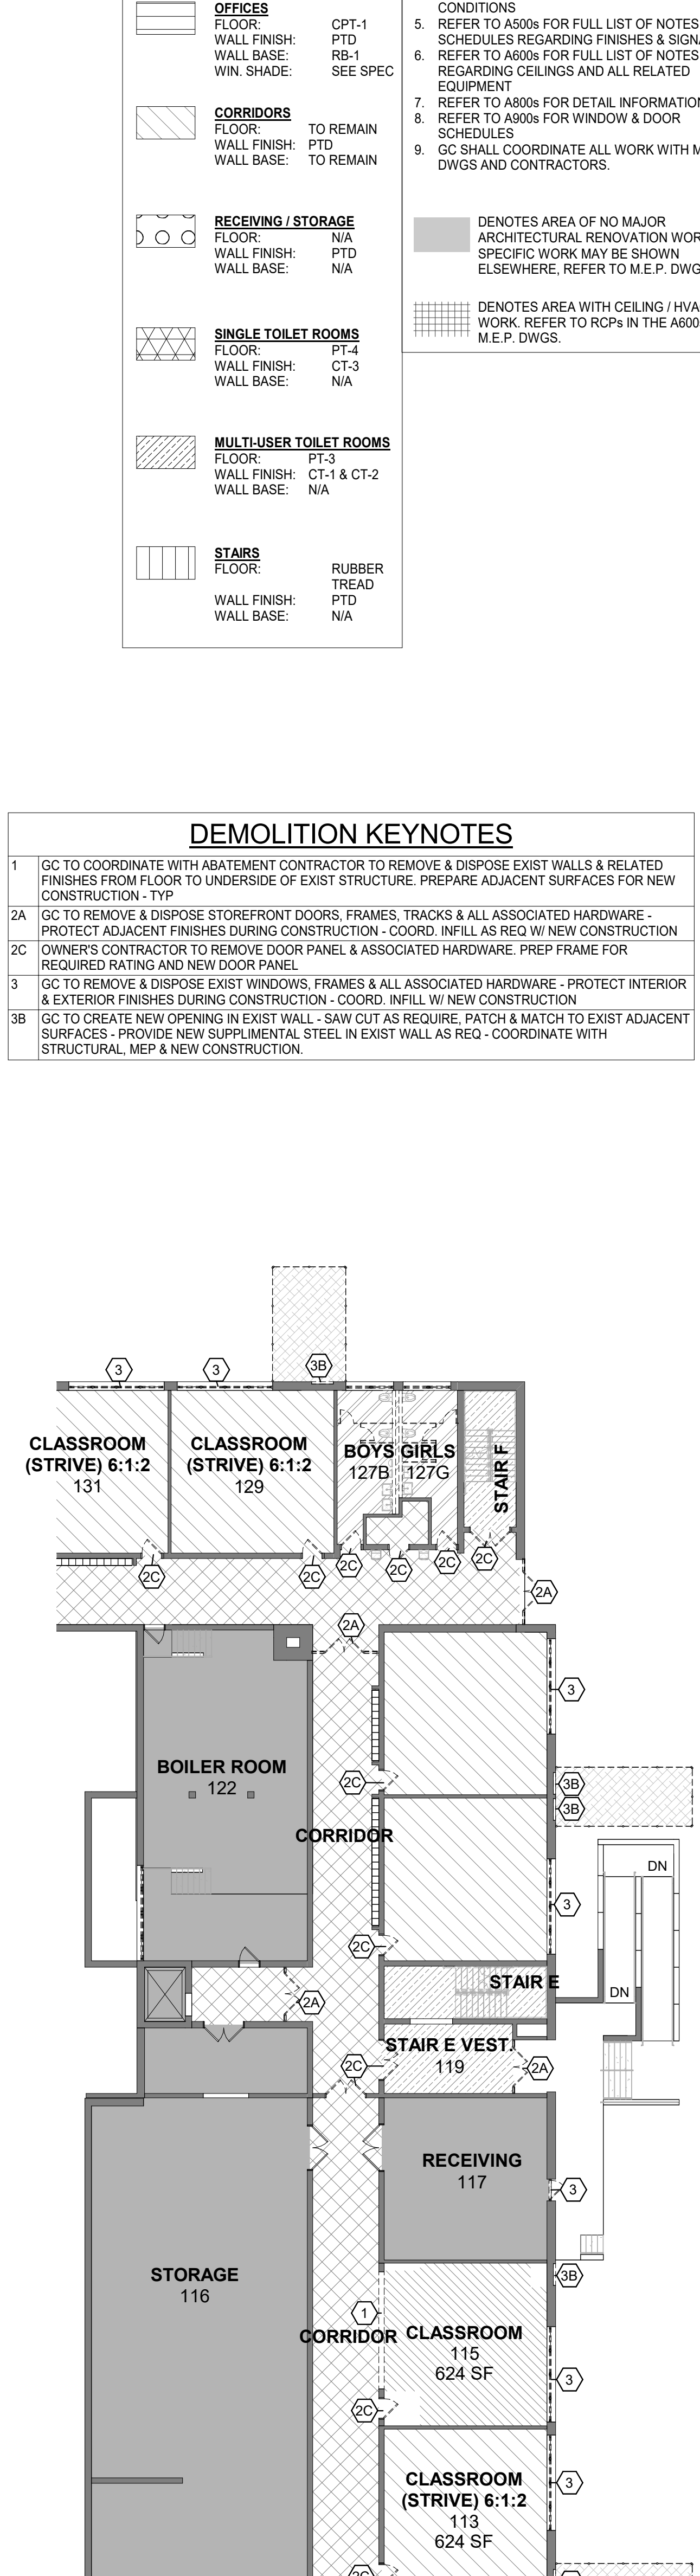 OFFICES
FLOOR: CPT-1
WALL FINISH: PTD
WALL BASE: RB-1
WIN. SHADE: SEE SPEC
CORRIDORS
FLOOR: TO REMAIN
WALL FINISH: PTD
WALL BASE: TO REMAIN
RECEIVING / STORAGE
FLOOR: N/A
WALL FINISH: PTD
WALL BASE: N/A
SINGLE TOILET ROOMS
FLOOR: PT-4
WALL FINISH: CT-3
WALL BASE: N/A
MULTI-USER TOILET ROOMS
FLOOR: PT-3
WALL FINISH: CT-1 & CT-2
WALL BASE: N/A
STAIRS
FLOOR: RUBBER
TREAD
WALL FINISH: PTD
WALL BASE: N/A
CONDITIONS
5. REFER TO A500s FOR FULL LIST OF NOTES
SCHEDULES REGARDING FINISHES & SIGNA
6. REFER TO A600s FOR FULL LIST OF NOTES
REGARDING CEILINGS AND ALL RELATED
EQUIPMENT
7. REFER TO A800s FOR DETAIL INFORMATION
8. REFER TO A900s FOR WINDOW & DOOR
SCHEDULES
9. GC SHALL COORDINATE ALL WORK WITH M
DWGS AND CONTRACTORS.
DENOTES AREA OF NO MAJOR
ARCHITECTURAL RENOVATION WOR
SPECIFIC WORK MAY BE SHOWN
ELSEWHERE, REFER TO M.E.P. DWG
DENOTES AREA WITH CEILING / HVA
WORK. REFER TO RCPs IN THE A600
M.E.P. DWGS.
DEMOLITION KEYNOTES
1 GC TO COORDINATE WITH ABATEMENT CONTRACTOR TO REMOVE & DISPOSE EXIST WALLS & RELATED
FINISHES FROM FLOOR TO UNDERSIDE OF EXIST STRUCTURE. PREPARE ADJACENT SURFACES FOR NEW
CONSTRUCTION - TYP
2A GC TO REMOVE & DISPOSE STOREFRONT DOORS, FRAMES, TRACKS & ALL ASSOCIATED HARDWARE -
PROTECT ADJACENT FINISHES DURING CONSTRUCTION - COORD. INFILL AS REQ W/ NEW CONSTRUCTION
2C OWNER'S CONTRACTOR TO REMOVE DOOR PANEL & ASSOCIATED HARDWARE. PREP FRAME FOR
REQUIRED RATING AND NEW DOOR PANEL
3 GC TO REMOVE & DISPOSE EXIST WINDOWS, FRAMES & ALL ASSOCIATED HARDWARE - PROTECT INTERIOR
& EXTERIOR FINISHES DURING CONSTRUCTION - COORD. INFILL W/ NEW CONSTRUCTION
3B GC TO CREATE NEW OPENING IN EXIST WALL - SAW CUT AS REQUIRE, PATCH & MATCH TO EXIST ADJACENT
SURFACES - PROVIDE NEW SUPPLIMENTAL STEEL IN EXIST WALL AS REQ - COORDINATE WITH
STRUCTURAL, MEP & NEW CONSTRUCTION.
3
3
3B
CLASSROOM
(STRIVE) 6:1:2
131
CLASSROOM
(STRIVE) 6:1:2
129
BOYS
127B
GIRLS
127G
STAIR F
2C
2C
2C
2C
2C
2C
2A
2A
3
BOILER ROOM
122
2C
3B
3B
CORRIDOR
DN
3
2C
STAIR E
DN
2A
STAIR E VEST.
119
2C
2A
RECEIVING
117
3
STORAGE
116
3B
1
CORRIDOR
CLASSROOM
115
624 SF
3
2C
CLASSROOM
(STRIVE) 6:1:2
113
624 SF
3
2C